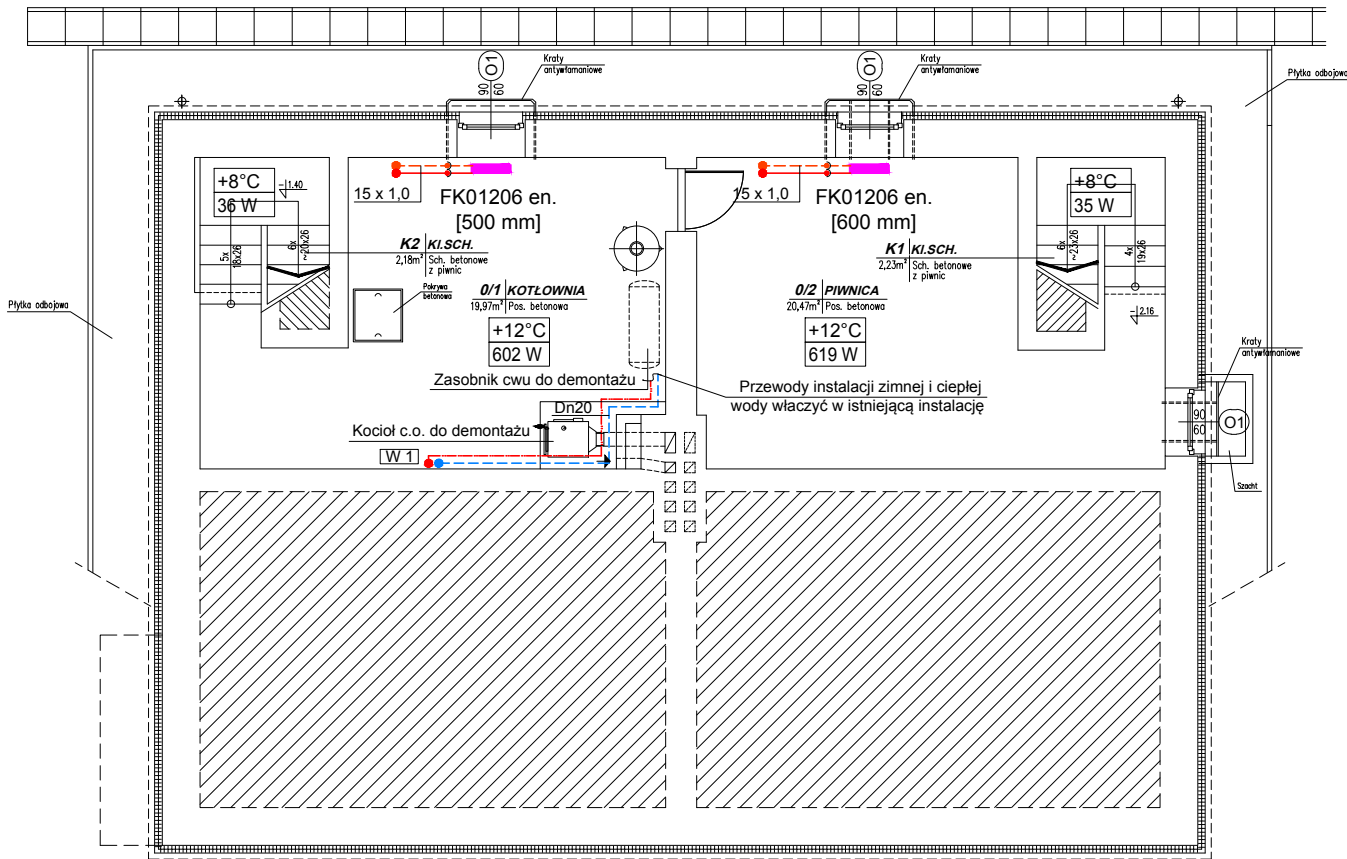 O1
90
60
Kraty
antywłamaniowe
O1
90
60
Kraty
antywłamaniowe
Płytka odbojowa
+8°C
36 W
-1.40
15 x 1,0
FK01206 en.
[500 mm]
15 x 1,0
FK01206 en.
[600 mm]
+8°C
35 W
5x
18x26
6x
~20x26
K2 KI.SCH.
2,18m² Sch. betonowe
z piwnic
K1 KI.SCH.
2,23m² Sch. betonowe
z piwnic
6x
~23x26
4x
19x26
Pokrywa
betonowa
0/1 KOTŁOWNIA
19,97m² Pos. betonowa
+12°C
602 W
0/2 PIWNICA
20,47m² Pos. betonowa
+12°C
619 W
-2.16
Płytka odbojowa
Kraty
antywłamaniowe
Zasobnik cwu do demontażu
Przewody instalacji zimnej i ciepłej
wody właczyć w istniejącą instalację
Dn20
Kocioł c.o. do demontażu
W 1
90
60
O1
Szacht